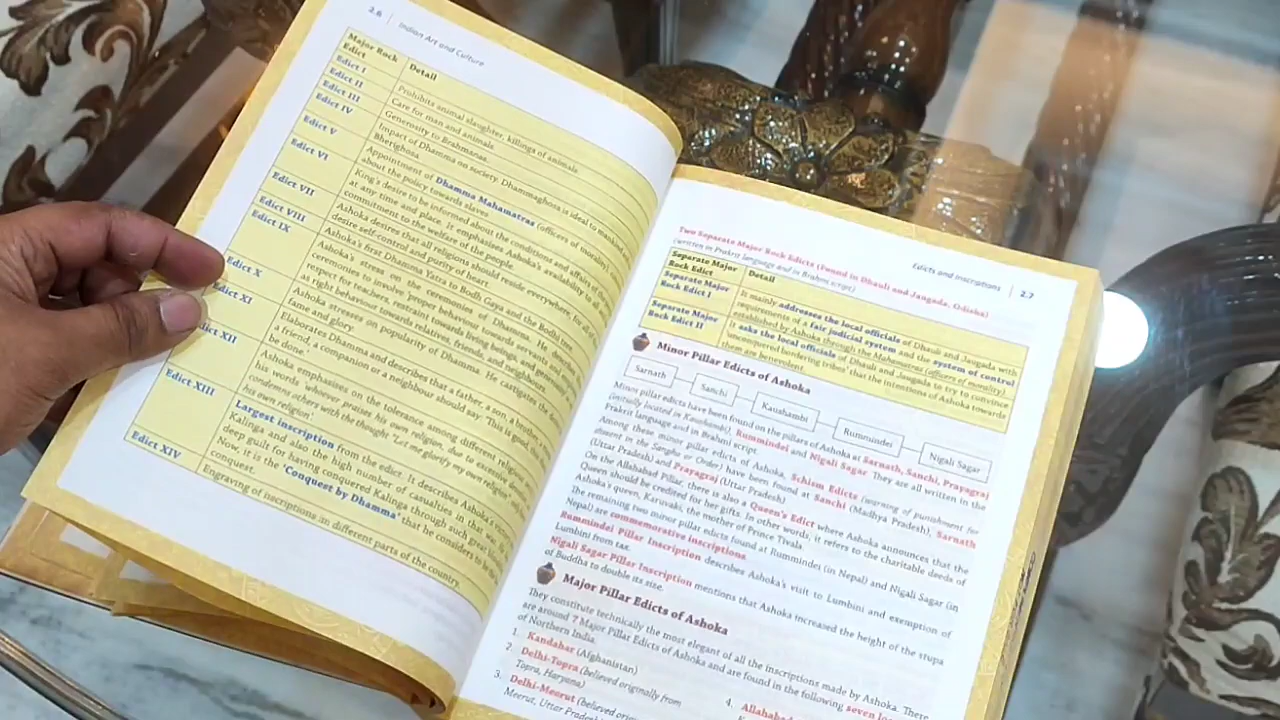 2.6 | Indian Art and Culture
Major Rock Edict | Detail
Edict I | Prohibits animal slaughter, killings of animals.
Edict II | Care for man and animals.
Edict III | Generosity to Brahmanas.
Edict IV | Impact of Dhamma on society. Dhammaghosa is ideal to mankind
Bherighosa.
Edict V | Appointment of Dhamma Mahamatras (officers of morality)
about the policy towards slaves
Edict VI | King's desire to be informed about the conditions and affairs of the
at any time and place. It emphasises Ashoka's availability
commitment to the welfare of the people.
Edict VII | Ashoka desires that all religions should reside everywhere, for all
desire self-control and purity of heart.
Edict VIII | Ashoka's first Dhamma Yatra to Bodh Gaya and the Bodhi tree
Edict IX | Ashoka's stress on the ceremonies of Dhamma. He
ceremonies to involve proper behaviour towards servants and
respect for teachers, restraint towards living beings, and
as right behaviour towards relatives, friends, and neighbours
Edict X | Ashoka stresses on popularity of Dhamma. He castigates the
fame and glory
Edict XI | Elaborates Dhamma and describes that a father, a son, a brother,
a friend, a companion or a neighbour should say- 'This is good,
be done.'
Edict XII | Ashoka emphasises on the tolerance among different religious
his words 'whoever praises his own religion, due to excessive
condemns others with the thought "Let me glorify my own religion"
his own religion'.
Edict XIII | Largest inscription from the edict. It describes Ashoka's
Kalinga and also the high number of casualties in the war.
deep guilt for having conquered Kalinga through such great
Now, it is the 'Conquest by Dhamma' that he considers to be the
conquest.
Edict XIV | Engraving of inscriptions in different parts of the country.
Edicts and Inscriptions | 2.7
Two Separate Major Rock Edicts (Found in Dhauli and Jaugada, Odisha)
(written in Prakrit language and in Brahmi script)
Separate Major Rock Edict | Detail
Separate Major Rock Edict I | It mainly addresses the local officials of Dhauli and Jaugada with
requirements of a fair judicial system and the system of control
established by Ashoka through the Mahamatras (officers of morality)
Separate Major Rock Edict II | It asks the local officials of Dhauli and Jaugada to try to convince
'unconquered bordering tribes' that the intentions of Ashoka towards
them are benevolent.
Minor Pillar Edicts of Ashoka
Sarnath Sanchi Kaushambi Rummindei Nigali Sagar
Minor pillar edicts have been found on the pillars of Ashoka at Sarnath, Sanchi, Prayagraj
(initially located in Kaushambi), Rummindei and Nigali Sagar. They are all written in the
Prakrit language and in Brahmi script.
Among these minor pillar edicts of Ashoka, Schism Edicts (warning of punishment for
dissent in the Sangha or Order) have been found at Sanchi (Madhya Pradesh), Sarnath
(Uttar Pradesh) and Prayagraj (Uttar Pradesh)
On the Allahabad Pillar, there is also a Queen's Edict where Ashoka announces that the
Queen should be credited for her gifts. In other words, it refers to the charitable deeds of
Ashoka's queen, Karuvaki, the mother of Prince Tivala.
The remaining two minor pillar edicts found at Rummindei (in Nepal) and Nigali Sagar (in
Nepal) are commemorative inscriptions.
Rummindei Pillar Inscription describes Ashoka's visit to Lumbini and exemption of
Lumbini from tax.
Nigali Sagar Pillar Inscription mentions that Ashoka increased the height of the stupa
of Buddha to double its size.
Major Pillar Edicts of Ashoka
They constitute technically the most elegant of all the inscriptions made by Ashoka. There
are around 7 Major Pillar Edicts of Ashoka and are found in the following seven
of Northern India.
1. Kandahar (Afghanistan)
2. Delhi-Topra (believed originally from
Topra, Haryana)
3. Delhi-Meerut (believed
Meerut, Uttar
4.